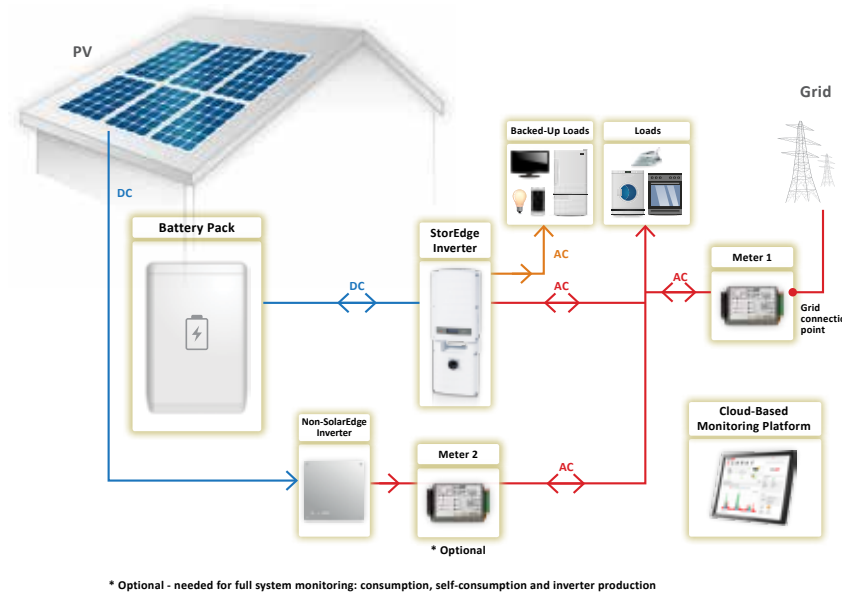 PV
Grid
Backed-Up Loads
Loads
DC
Battery Pack
StorEdge
Inverter
AC
Meter 1
DC
AC
AC
Grid
connectio
point
Non-SolarEdge
Inverter
Meter 2
AC
Cloud-Based
Monitoring Platform
* Optional
* Optional - needed for full system monitoring: consumption, self-consumption and inverter production